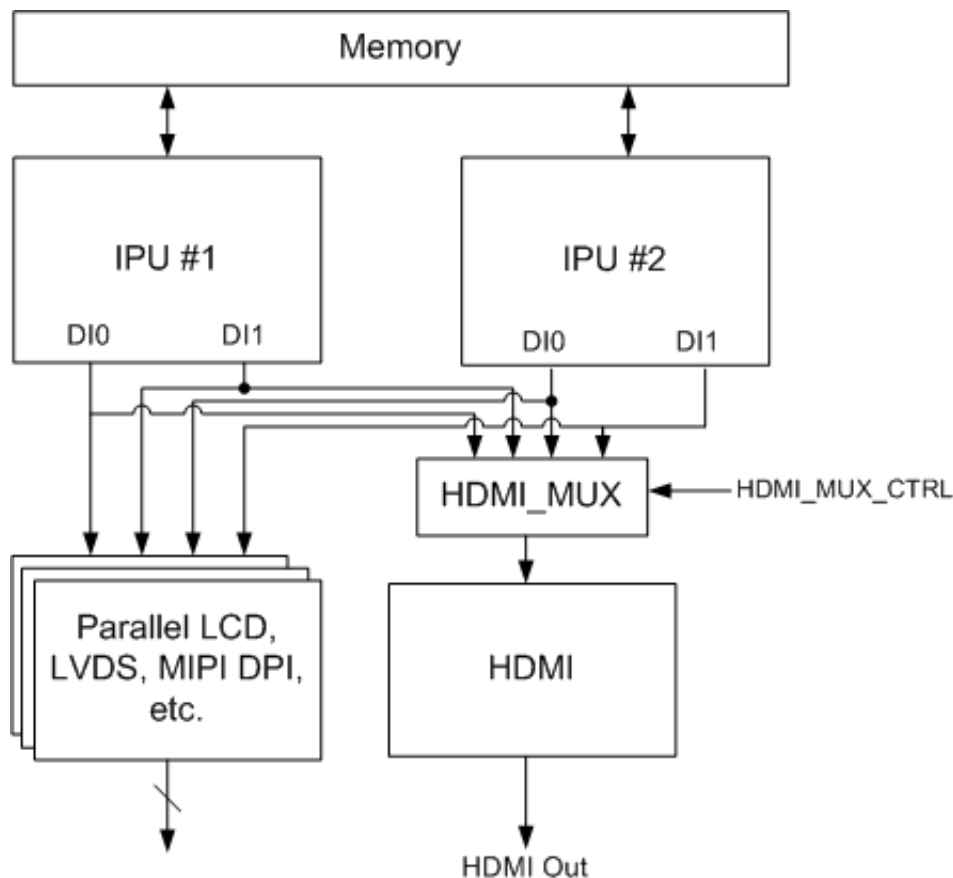 Memory
IPU #1
IPU #2
DI0
DI1
DI0
DI1
HDMI_MUX
HDMI_MUX_CTRL
Parallel LCD,
LVDS, MIPI DPI,
etc.
HDMI
HDMI Out